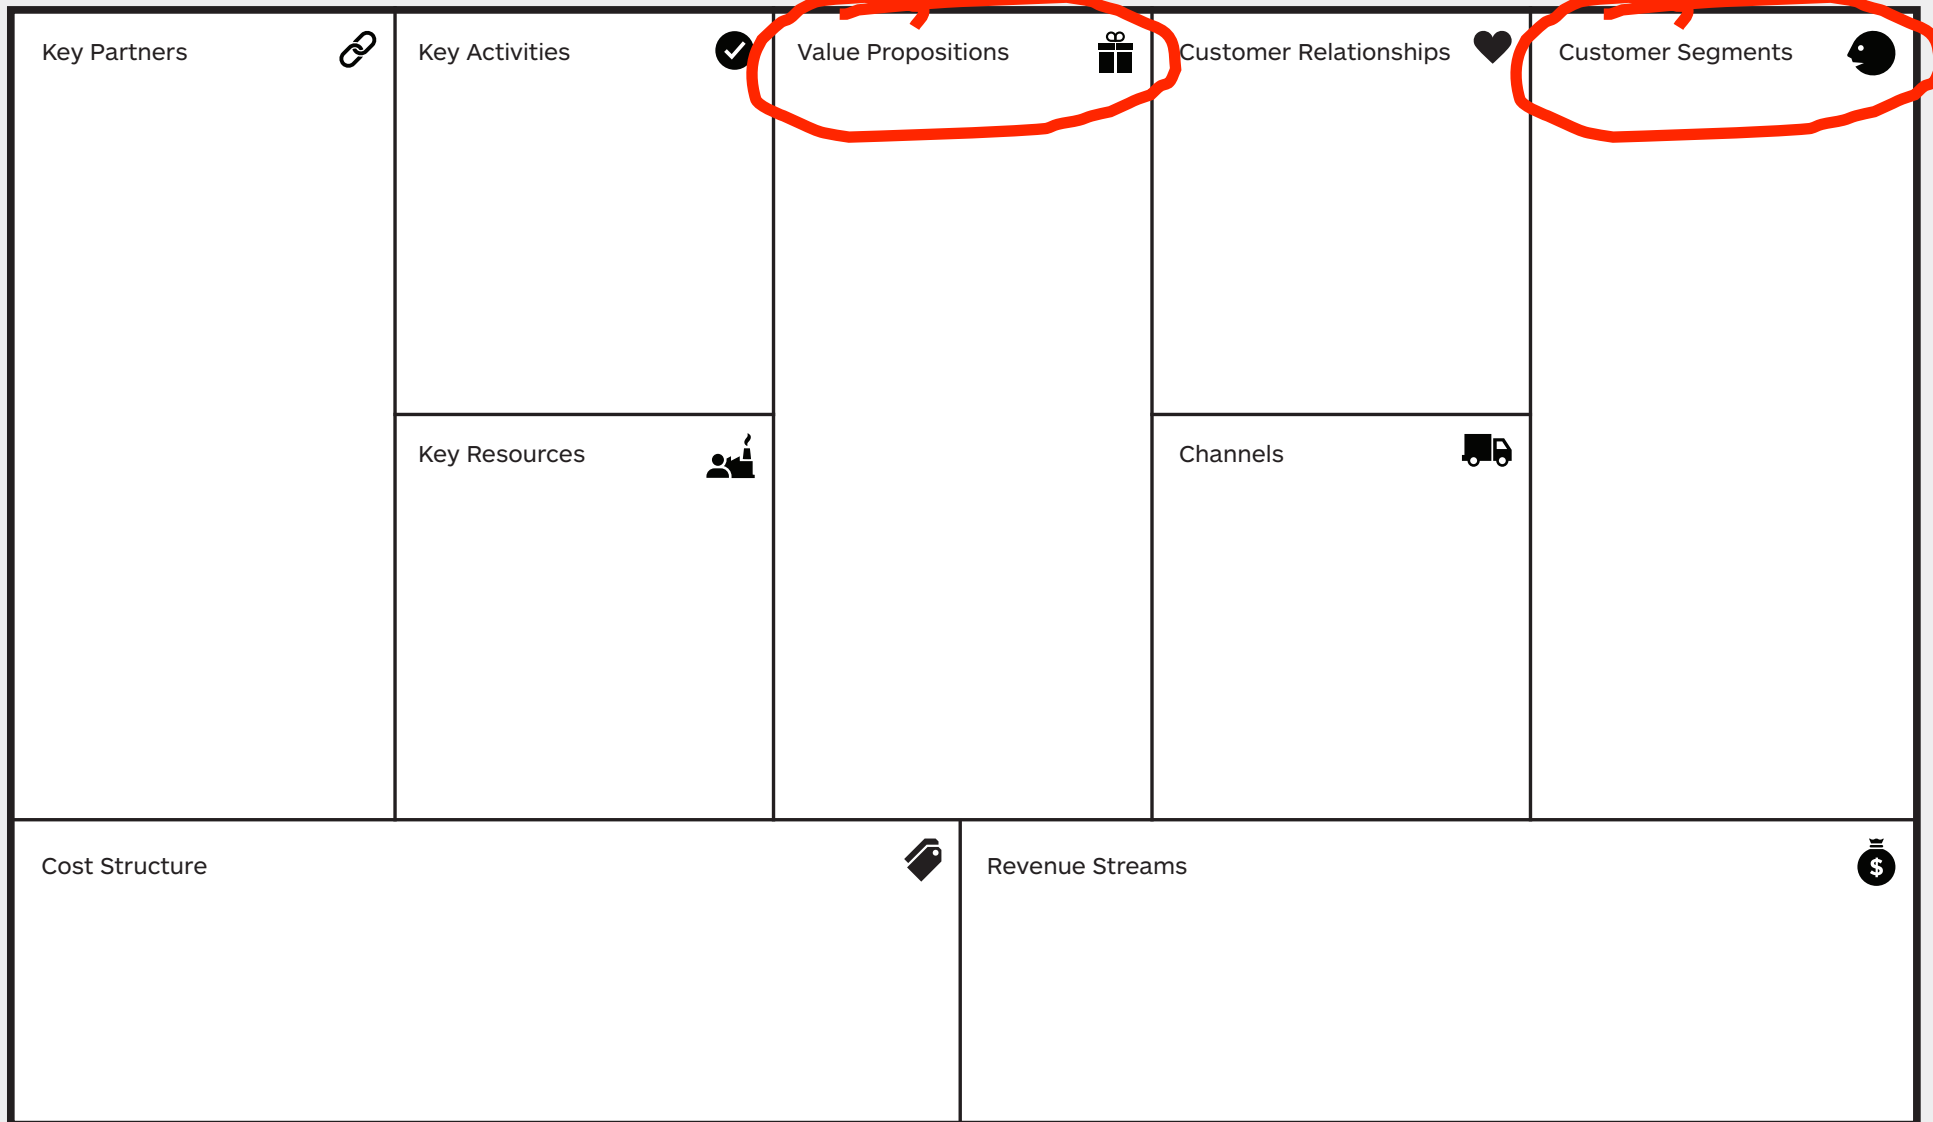 Key Partners
Key Activities
Value Propositions
Customer Relationships
Customer Segments
Key Resources
Channels
Cost Structure
Revenue Streams
$